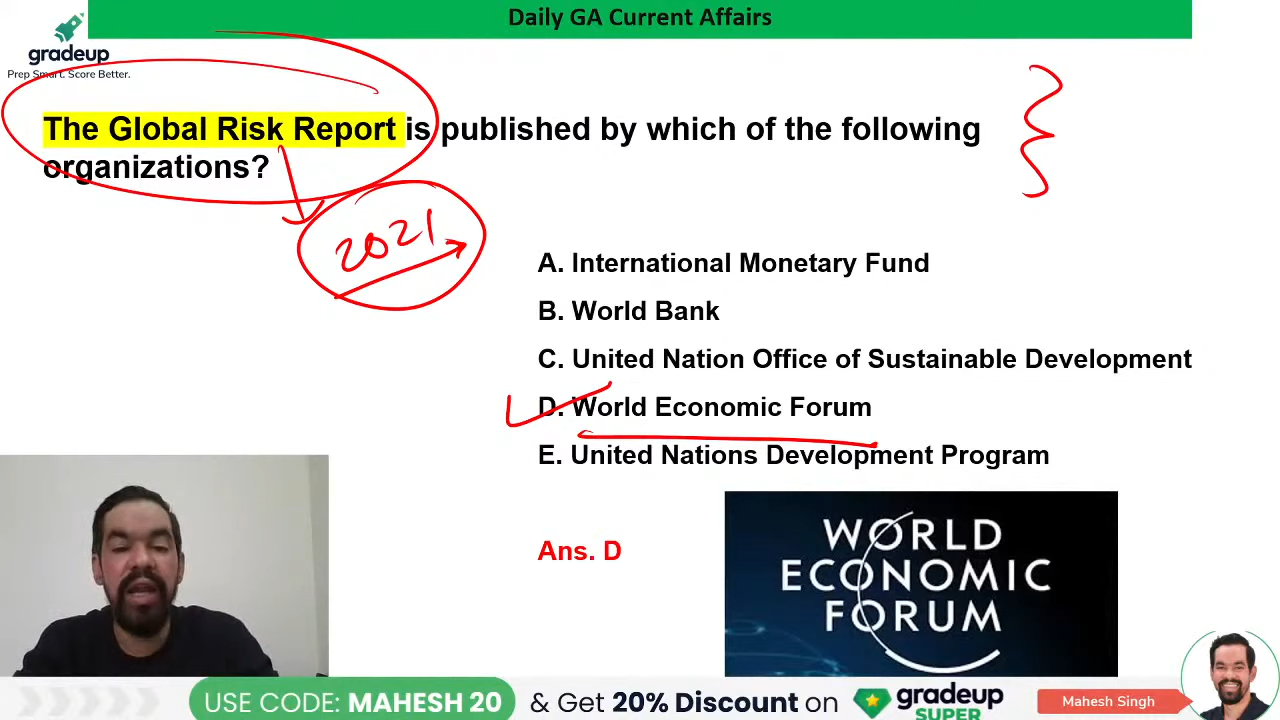 Daily GA Current Affairs
gradeup
Prep Smart. Score Better.
The Global Risk Report is published by which of the following
organizations?
2021
A. International Monetary Fund
B. World Bank
C. United Nation Office of Sustainable Development
D. World Economic Forum
E. United Nations Development Program
Ans. D
WORLD
ECONOMIC
FORUM
USE CODE: MAHESH 20 & Get 20% Discount on gradeup
SUPER
Mahesh Singh